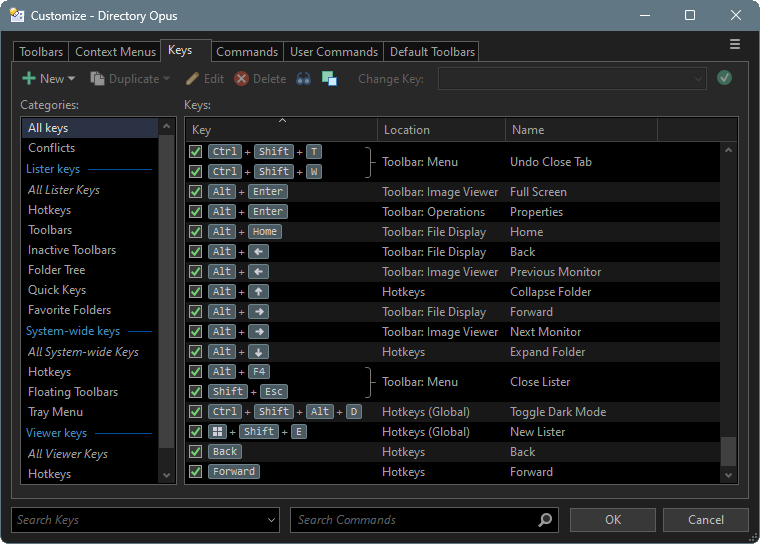 Customize - Directory Opus
Toolbars Context Menus Keys Commands User Commands Default Toolbars
New Duplicate Edit Delete Change Key:
Categories: Keys:
All keys
Conflicts
Lister keys
All Lister Keys
Hotkeys
Toolbars
Inactive Toolbars
Folder Tree
Quick Keys
Favorite Folders
System-wide keys
All System-wide Keys
Hotkeys
Floating Toolbars
Tray Menu
Viewer keys
All Viewer Keys
Hotkeys
Key Location Name
Ctrl + Shift + T
Ctrl + Shift + W
Toolbar: Menu Undo Close Tab
Alt + Enter Toolbar: Image Viewer Full Screen
Alt + Enter Toolbar: Operations Properties
Alt + Home Toolbar: File Display Home
Alt + ← Toolbar: File Display Back
Alt + ← Toolbar: Image Viewer Previous Monitor
Alt + ↑ Hotkeys Collapse Folder
Alt + → Toolbar: File Display Forward
Alt + → Toolbar: Image Viewer Next Monitor
Alt + ↓ Hotkeys Expand Folder
Alt + F4
Shift + Esc
Toolbar: Menu Close Lister
Ctrl + Shift + Alt + D Hotkeys (Global) Toggle Dark Mode
+ Shift + E Hotkeys (Global) New Lister
Back Hotkeys Back
Forward Hotkeys Forward
Search Keys Search Commands OK Cancel